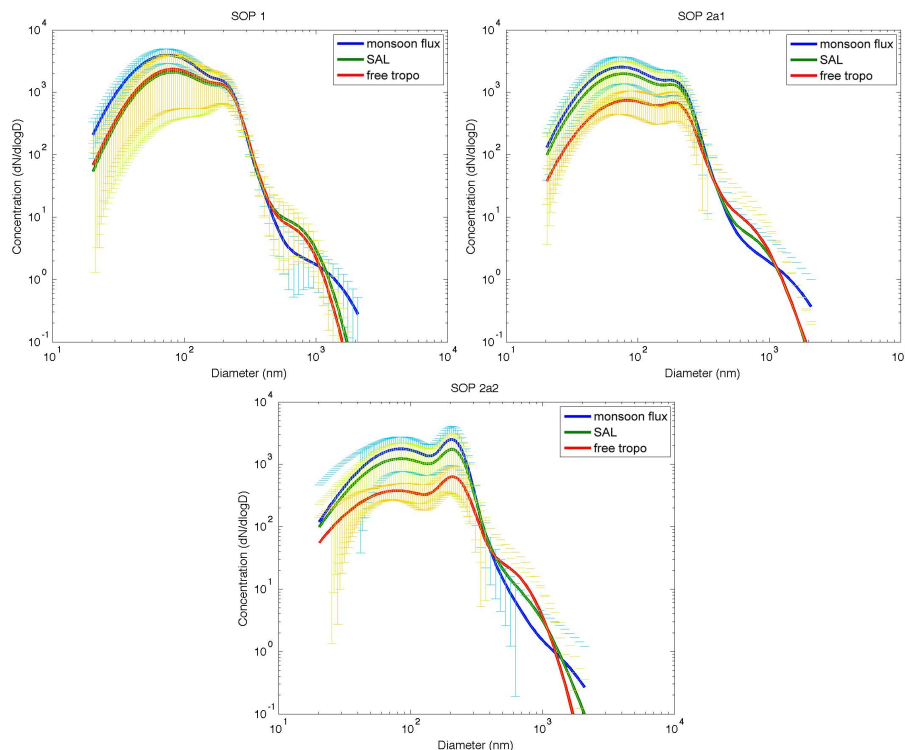 SOP 1
10^4
10^3
10^2
10^1
10^0
10^-1
Concentration (dN/dlogD)
monsoon flux
SAL
free tropo
10^1
10^2
10^3
10^4
Diameter (nm)
SOP 2a1
10^4
10^3
10^2
10^1
10^0
10^-1
Concentration (dN/dlogD)
monsoon flux
SAL
free tropo
10^1
10^2
10^3
10
Diameter (nm)
SOP 2a2
10^4
10^3
10^2
10^1
10^0
10^-1
Concentration (dN/dlogD)
monsoon flux
SAL
free tropo
10^1
10^2
10^3
10^4
Diameter (nm)